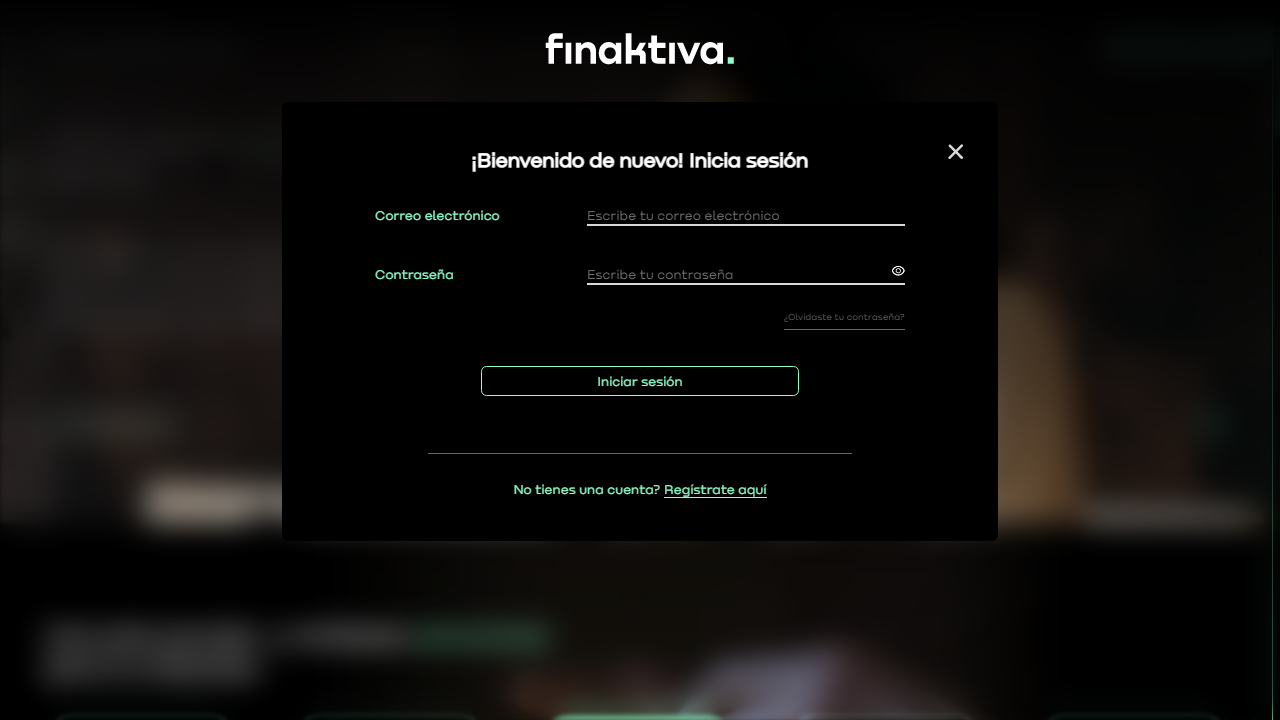 finaktiva.
¡Bienvenido de nuevo! Inicia sesión
Correo electrónico
Escribe tu correo electrónico
Contraseña
Escribe tu contraseña
¿Olvidaste tu contraseña?
Iniciar sesión
No tienes una cuenta? Regístrate aquí